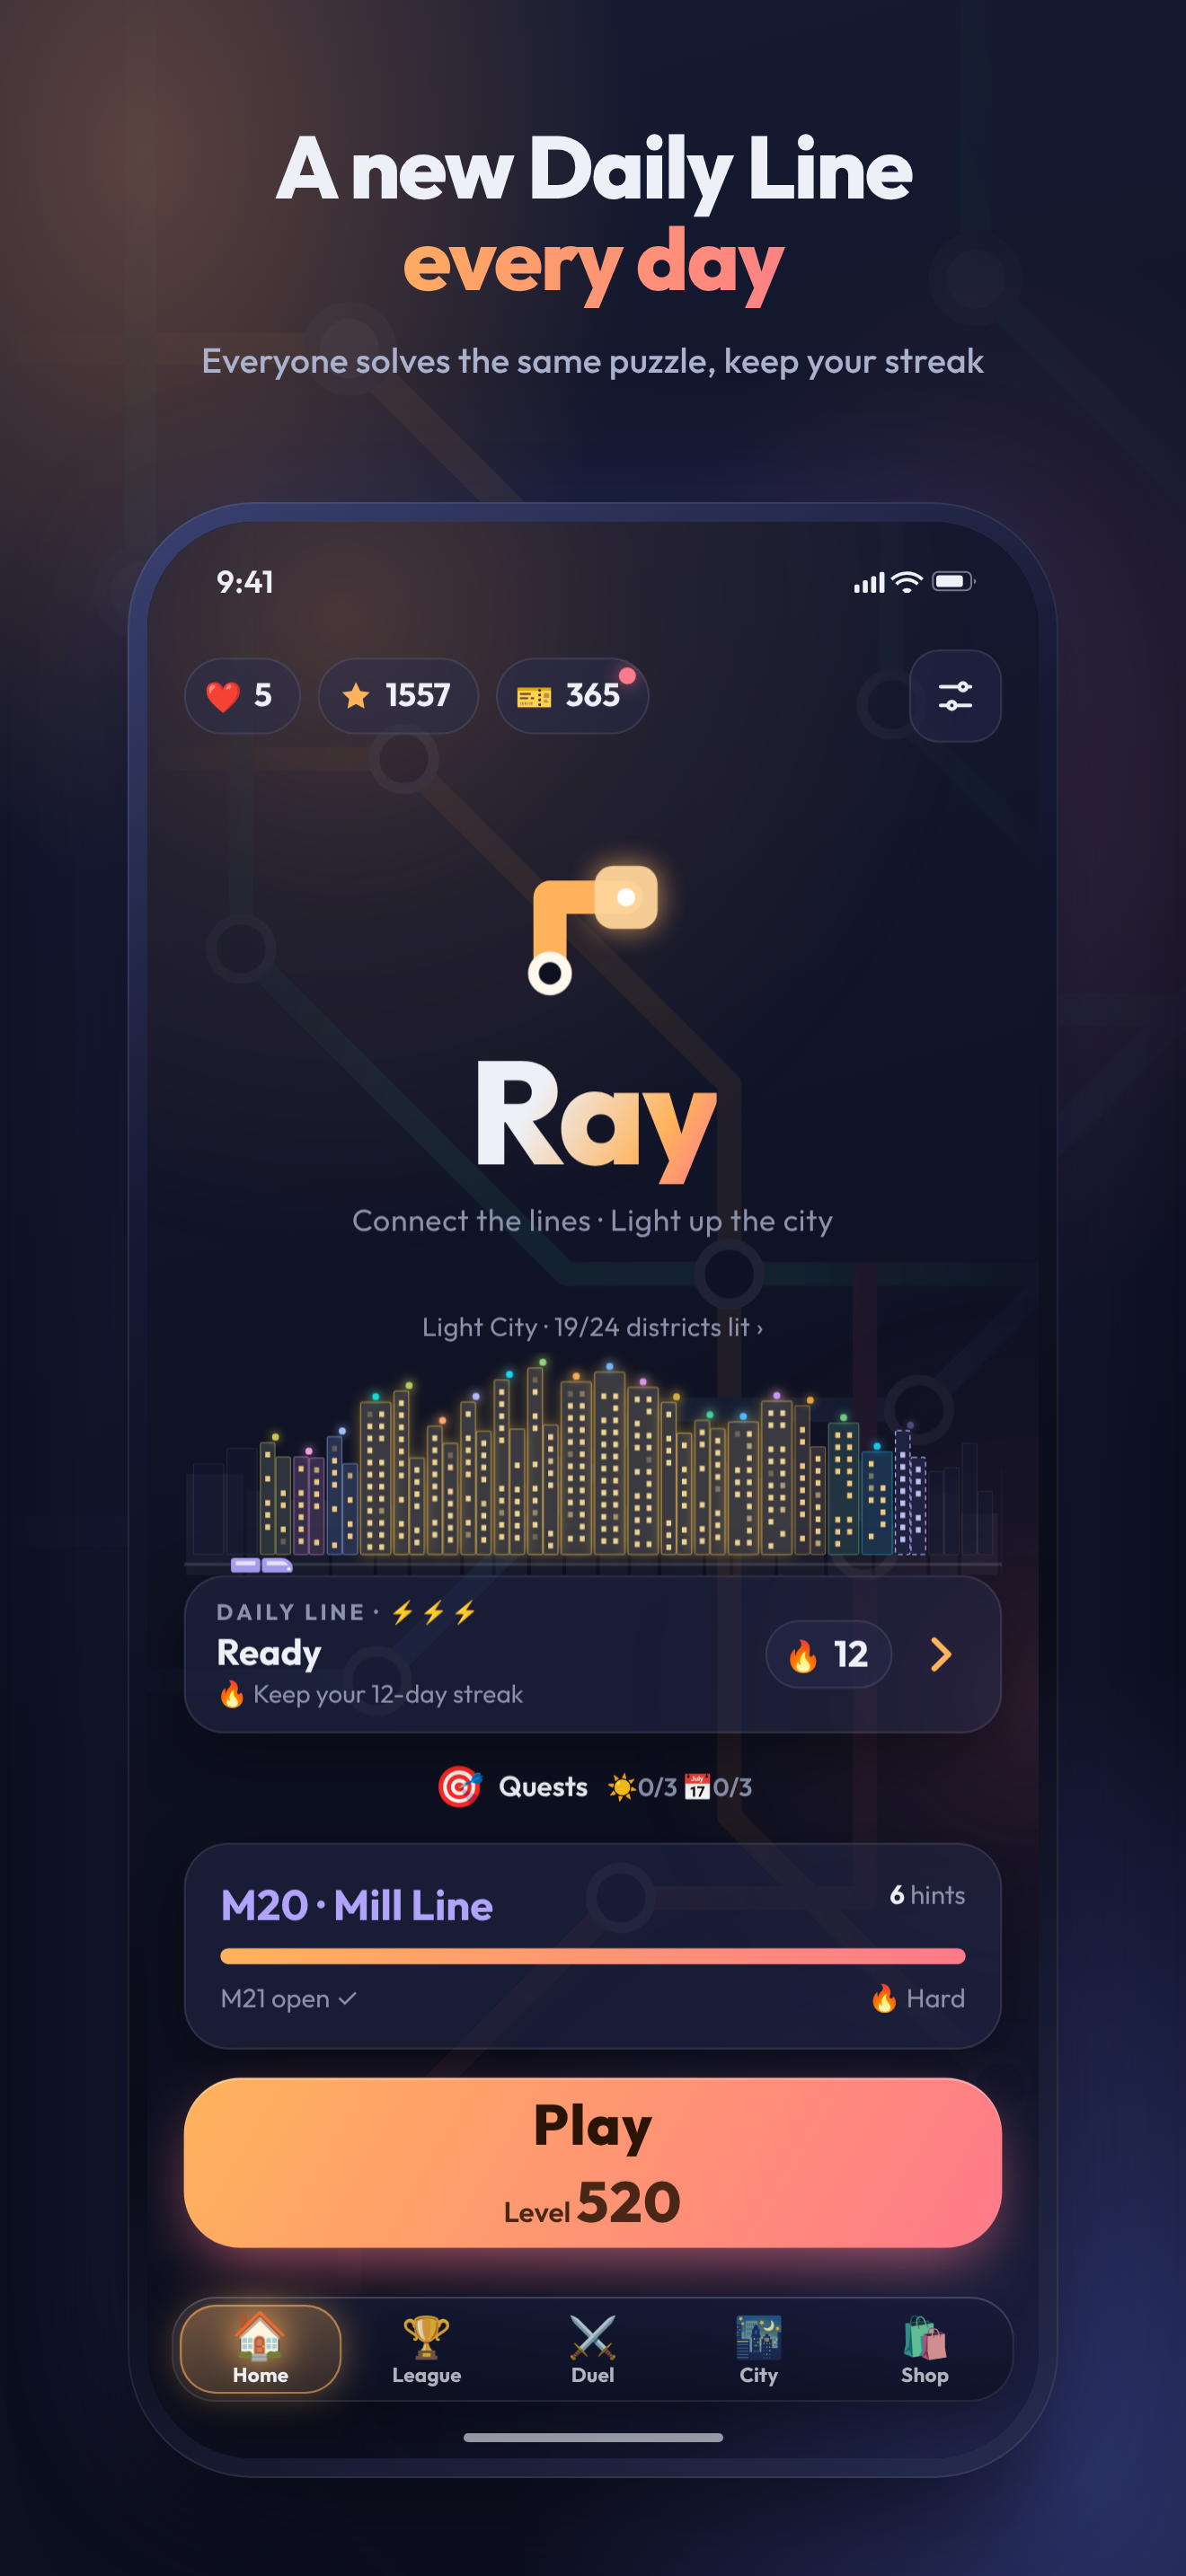 A new Daily Line
every day
Everyone solves the same puzzle, keep your streak
9:41
❤️ 5 ★ 1557 🎫 365
Ray
Connect the lines · Light up the city
Light City · 19/24 districts lit ›
DAILY LINE · ⚡⚡⚡
Ready
🔥 Keep your 12-day streak
🔥 12
🎯 Quests ☀️0/3 📅0/3
M20 · Mill Line
6 hints
M21 open ✓
🔥 Hard
Play
Level 520
Home League Duel City Shop